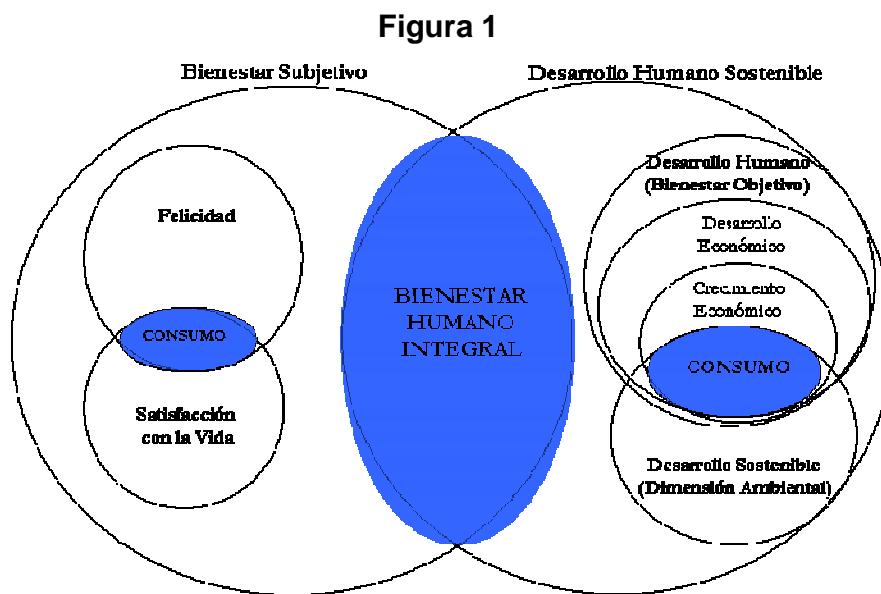 Figura 1
Bienestar Subjetivo
Desarrollo Humano Sostenible
Felicidad
CONSUMO
Satisfacción
con la Vida
BIENESTAR
HUMANO
INTEGRAL
Desarrollo Humano
(Bienestar Objetivo)
Desarrollo
Económico
Crecimiento
Económico
CONSUMO
Desarrollo Sostenible
(Dimensión Ambiental)